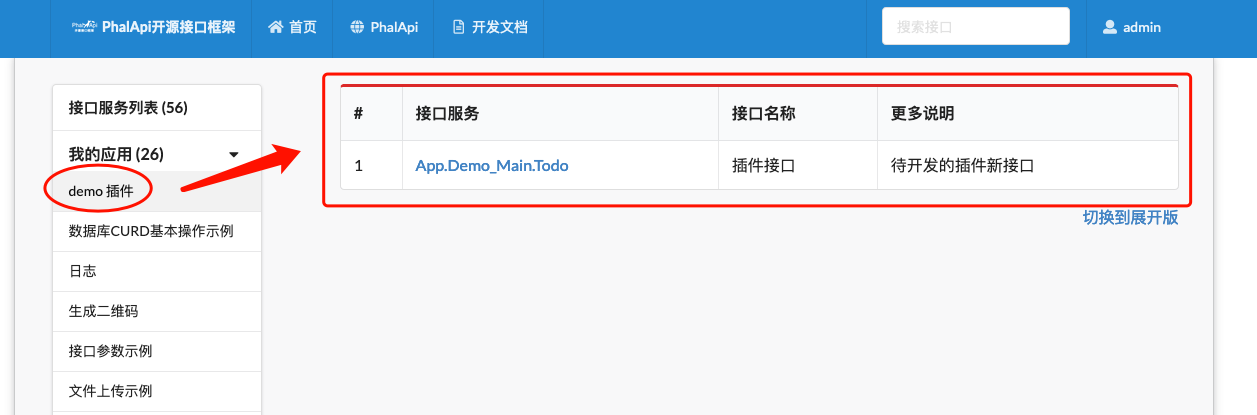 PhalApi开源接口框架 首页 PhalApi 开发文档 搜索接口 admin
接口服务列表 (56)
我的应用 (26)
demo 插件
数据库CURD基本操作示例
日志
生成二维码
接口参数示例
文件上传示例
# 接口服务 接口名称 更多说明
1 App.Demo_Main.Todo 插件接口 待开发的插件新接口
切换到展开版